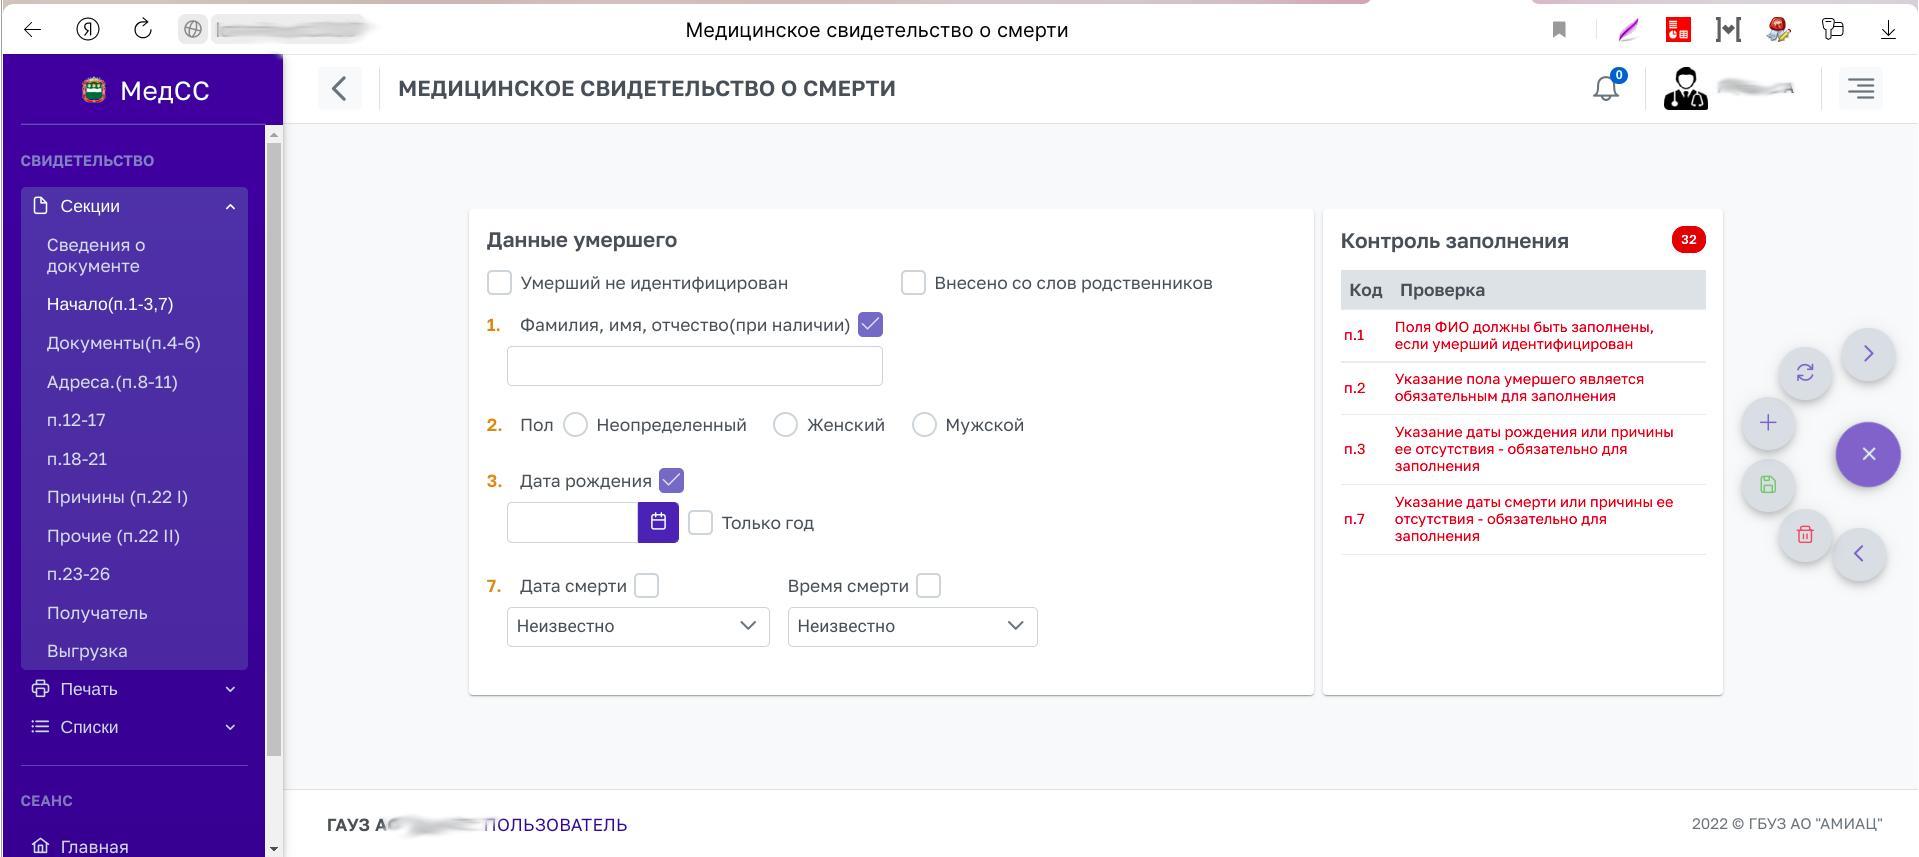 Медицинское свидетельство о смерти
МедСС
МЕДИЦИНСКОЕ СВИДЕТЕЛЬСТВО О СМЕРТИ
0
СВИДЕТЕЛЬСТВО
Секции
Сведения о
документе
Начало(п.1-3,7)
Документы(п.4-6)
Адреса.(п.8-11)
п.12-17
п.18-21
Причины (п.22 I)
Прочие (п.22 II)
п.23-26
Получатель
Выгрузка
Печать
Списки
СЕАНС
Главная
Данные умершего
Умерший не идентифицирован
Внесено со слов родственников
1. Фамилия, имя, отчество(при наличии)
2. Пол Неопределенный Женский Мужской
3. Дата рождения
Только год
7. Дата смерти Время смерти
Неизвестно Неизвестно
Контроль заполнения 32
Код Проверка
п.1 Поля ФИО должны быть заполнены,
если умерший идентифицирован
п.2 Указание пола умершего является
обязательным для заполнения
п.3 Указание даты рождения или причины
ее отсутствия - обязательно для
заполнения
п.7 Указание даты смерти или причины ее
отсутствия - обязательно для
заполнения
ГАУЗ АО ПОЛЬЗОВАТЕЛЬ
2022 © ГБУЗ АО "АМИАЦ"